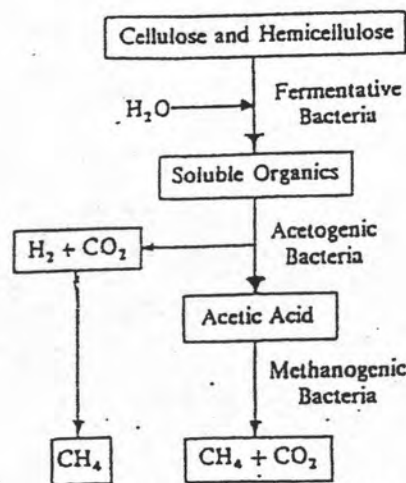 Cellulose and Hemicellulose
H₂O
Fermentative
Bacteria
Soluble Organics
H₂ + CO₂
Acetogenic
Bacteria
Acetic Acid
Methanogenic
Bacteria
CH₄
CH₄ + CO₂